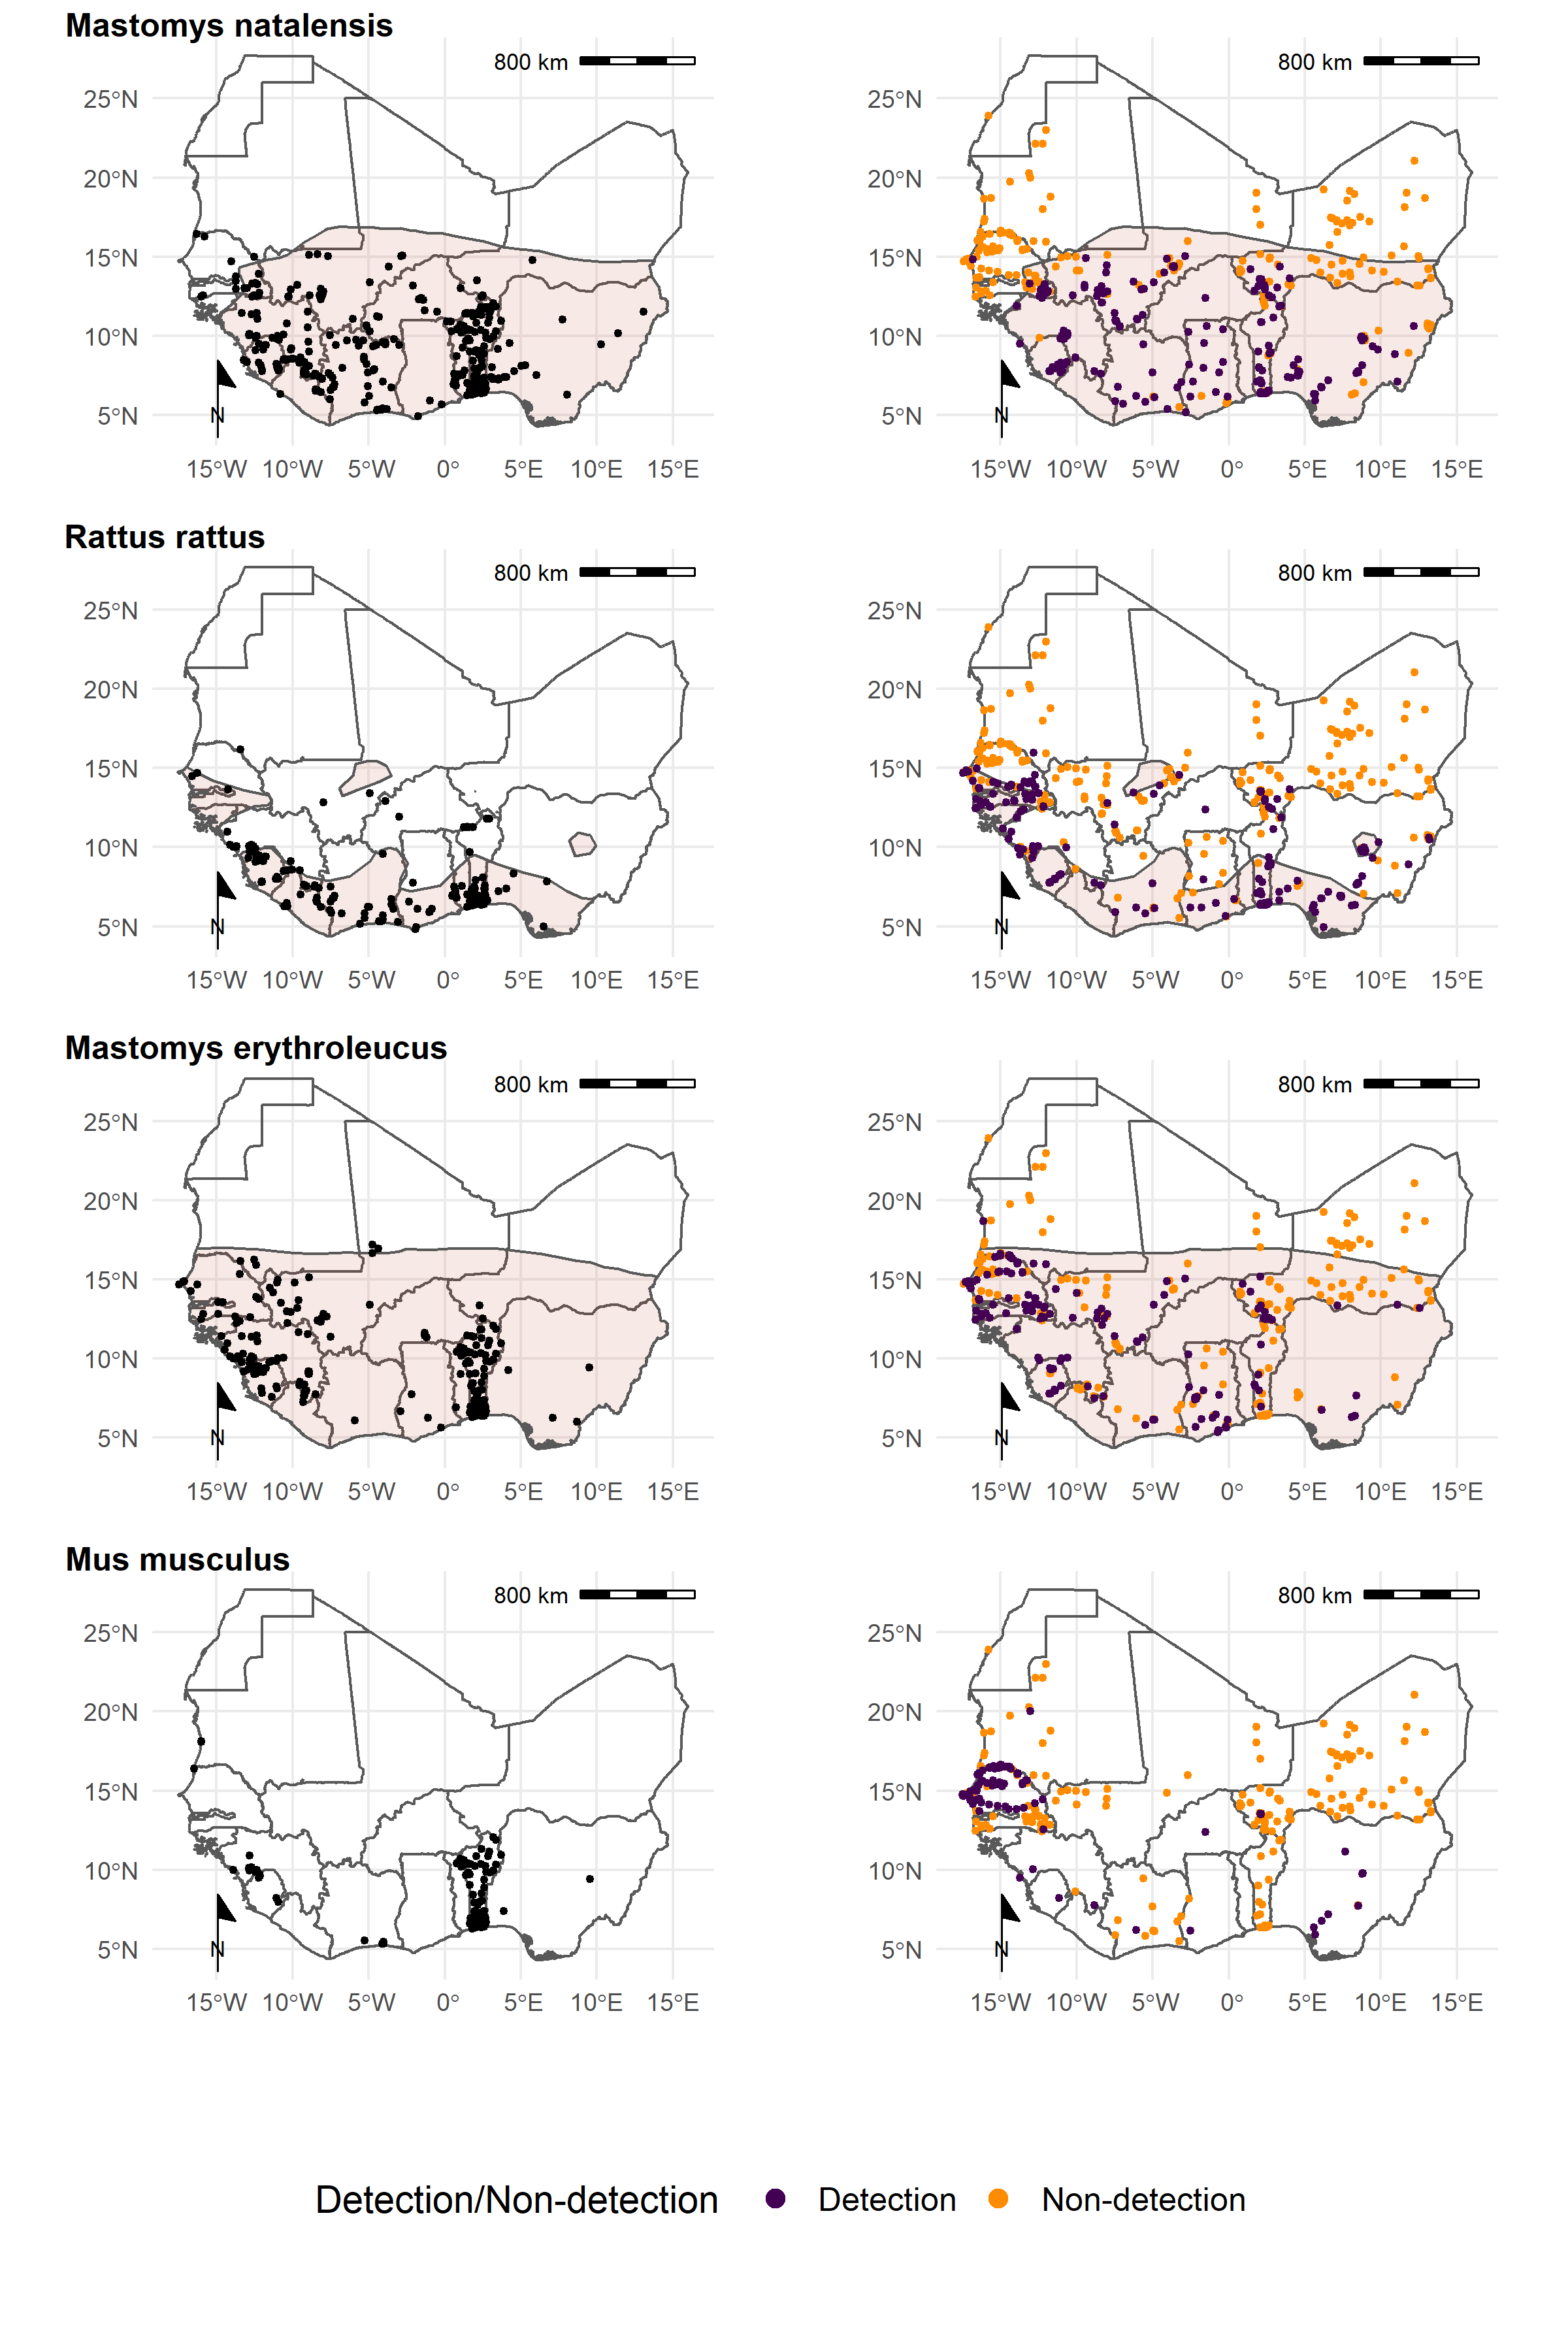 Mastomys natalensis
800 km 800 km
25°N 25°N
20°N 20°N
15°N 15°N
10°N 10°N
5°N N 5°N N
15°W 10°W 5°W 0° 5°E 10°E 15°E 15°W 10°W 5°W 0° 5°E 10°E 15°E
Rattus rattus
800 km 800 km
25°N 25°N
20°N 20°N
15°N 15°N
10°N 10°N
5°N N 5°N N
15°W 10°W 5°W 0° 5°E 10°E 15°E 15°W 10°W 5°W 0° 5°E 10°E 15°E
Mastomys erythroleucus
800 km 800 km
25°N 25°N
20°N 20°N
15°N 15°N
10°N 10°N
5°N N 5°N N
15°W 10°W 5°W 0° 5°E 10°E 15°E 15°W 10°W 5°W 0° 5°E 10°E 15°E
Mus musculus
800 km 800 km
25°N 25°N
20°N 20°N
15°N 15°N
10°N 10°N
5°N N 5°N N
15°W 10°W 5°W 0° 5°E 10°E 15°E 15°W 10°W 5°W 0° 5°E 10°E 15°E
Detection/Non-detection Detection Non-detection